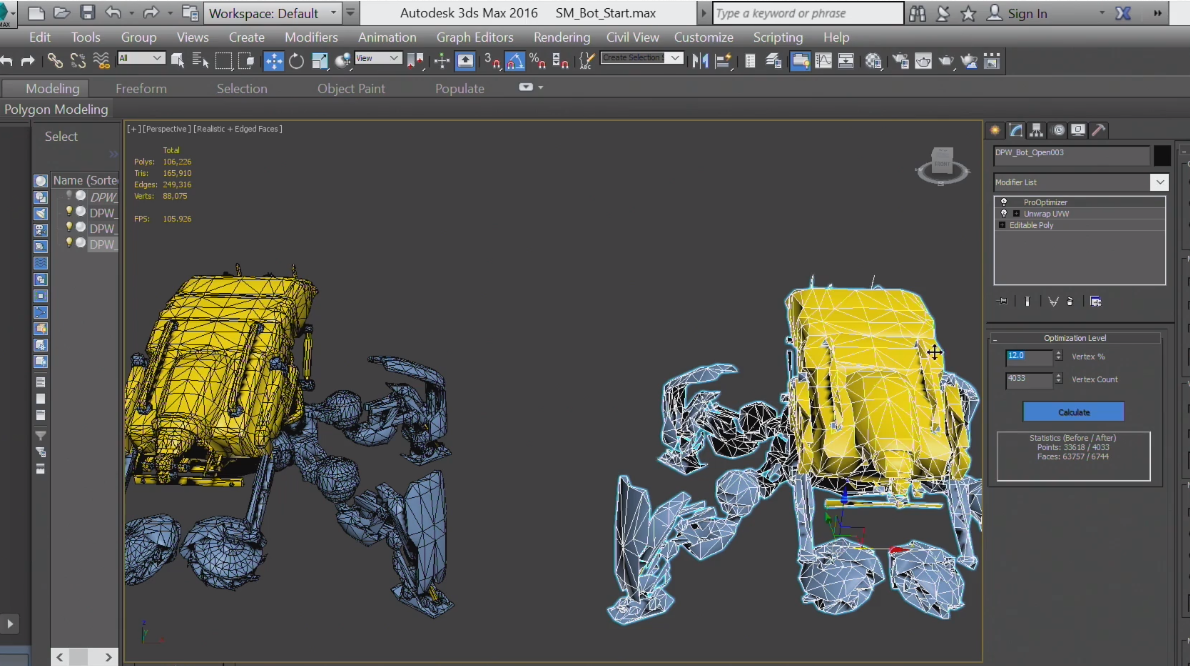 MAX
Workspace: Default
Autodesk 3ds Max 2016 SM_Bot_Start.max
Type a keyword or phrase
Sign In
Edit Tools Group Views Create Modifiers Animation Graph Editors Rendering Civil View Customize Scripting Help
All
View
3
Create Selection
Modeling Freeform Selection Object Paint Populate
Polygon Modeling
Select
Name (Sorte
DPW_
DPW_
DPW_
DPW_
[+] [Perspective] [Realistic + Edged Faces]
Total
Polys: 106,226
Tris: 165,910
Edges: 249,316
Verts: 88,075
FPS: 105.926
DPW_Bot_Open003
Modifier List
ProOptimizer
Unwrap UVW
Editable Poly
Optimization Level
12.0 Vertex %
4033 Vertex Count
Calculate
Statistics (Before / After)
Points: 33618 / 4033
Faces: 63757 / 6744